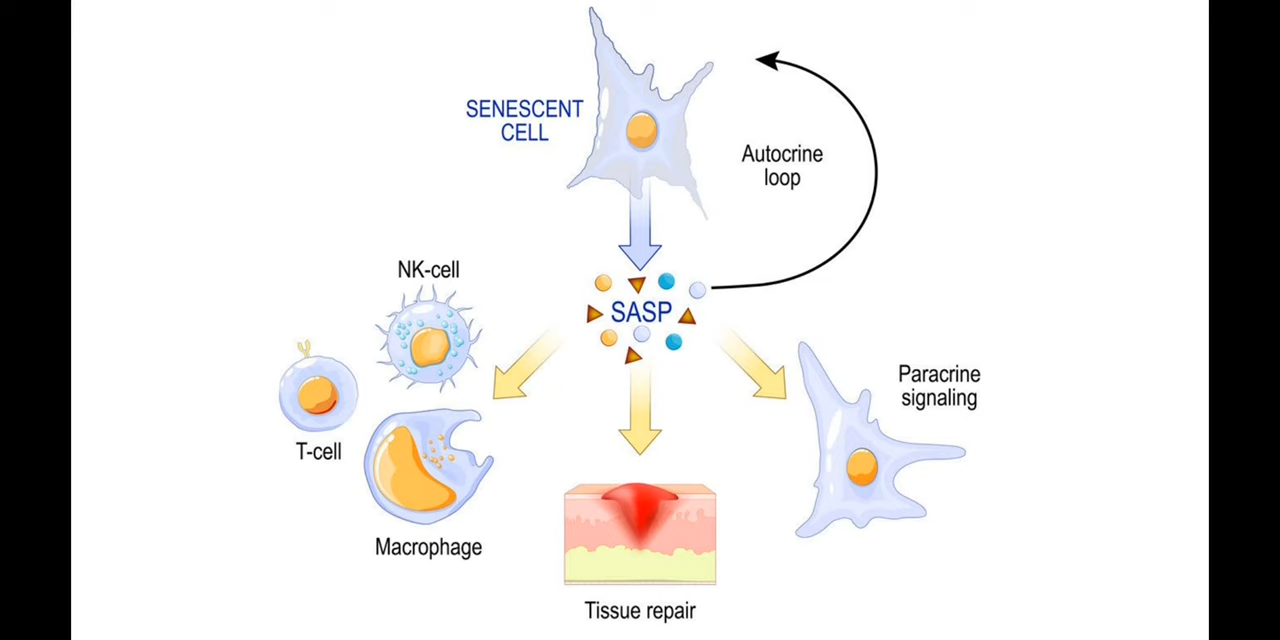 SENESCENT
CELL
Autocrine
loop
NK-cell
SASP
Paracrine
signaling
T-cell
Macrophage
Tissue repair